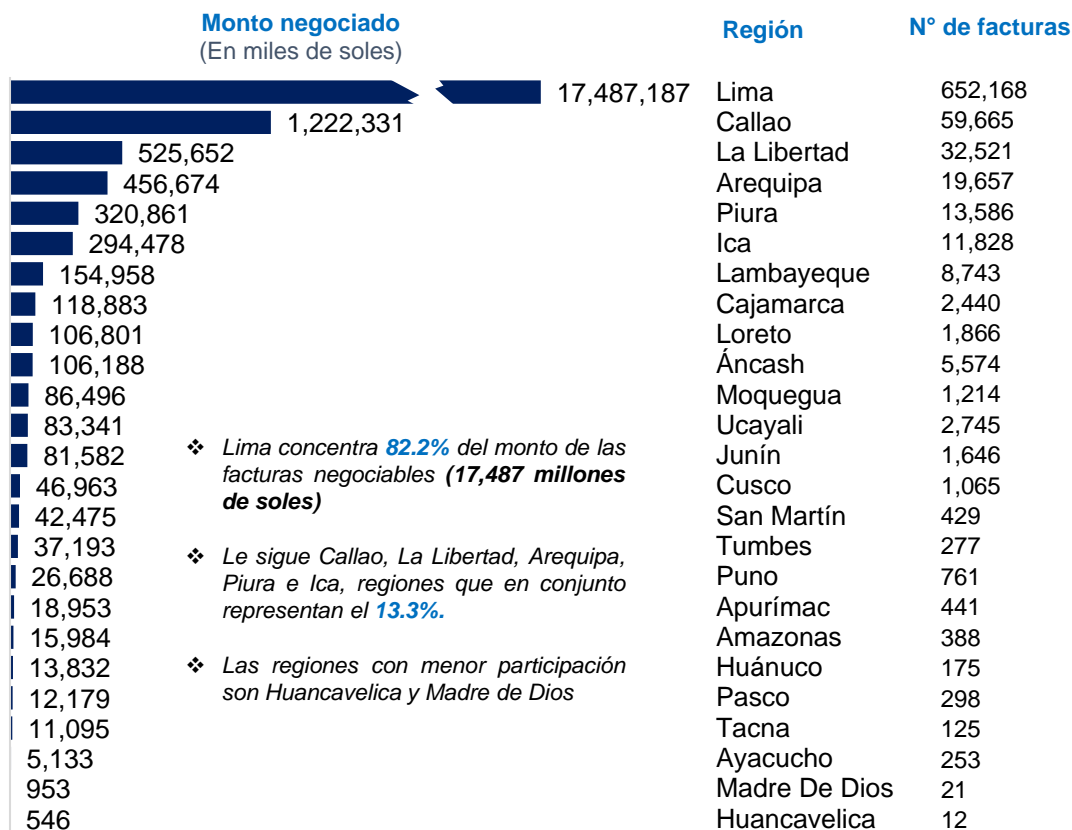 Monto negociado
(En miles de soles)
Región
N° de facturas
17,487,187 Lima 652,168
1,222,331 Callao 59,665
525,652 La Libertad 32,521
456,674 Arequipa 19,657
320,861 Piura 13,586
294,478 Ica 11,828
154,958 Lambayeque 8,743
118,883 Cajamarca 2,440
106,801 Loreto 1,866
106,188 Áncash 5,574
86,496 Moquegua 1,214
83,341 Ucayali 2,745
81,582 Junín 1,646
46,963 Cusco 1,065
42,475 San Martín 429
37,193 Tumbes 277
26,688 Puno 761
18,953 Apurímac 441
15,984 Amazonas 388
13,832 Huánuco 175
12,179 Pasco 298
11,095 Tacna 125
5,133 Ayacucho 253
953 Madre De Dios 21
546 Huancavelica 12
❖ Lima concentra 82.2% del monto de las
facturas negociables (17,487 millones
de soles)
❖ Le sigue Callao, La Libertad, Arequipa,
Piura e Ica, regiones que en conjunto
representan el 13.3%.
❖ Las regiones con menor participación
son Huancavelica y Madre de Dios